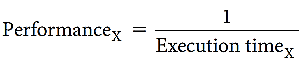 Performance_X = 1 / Execution time_X